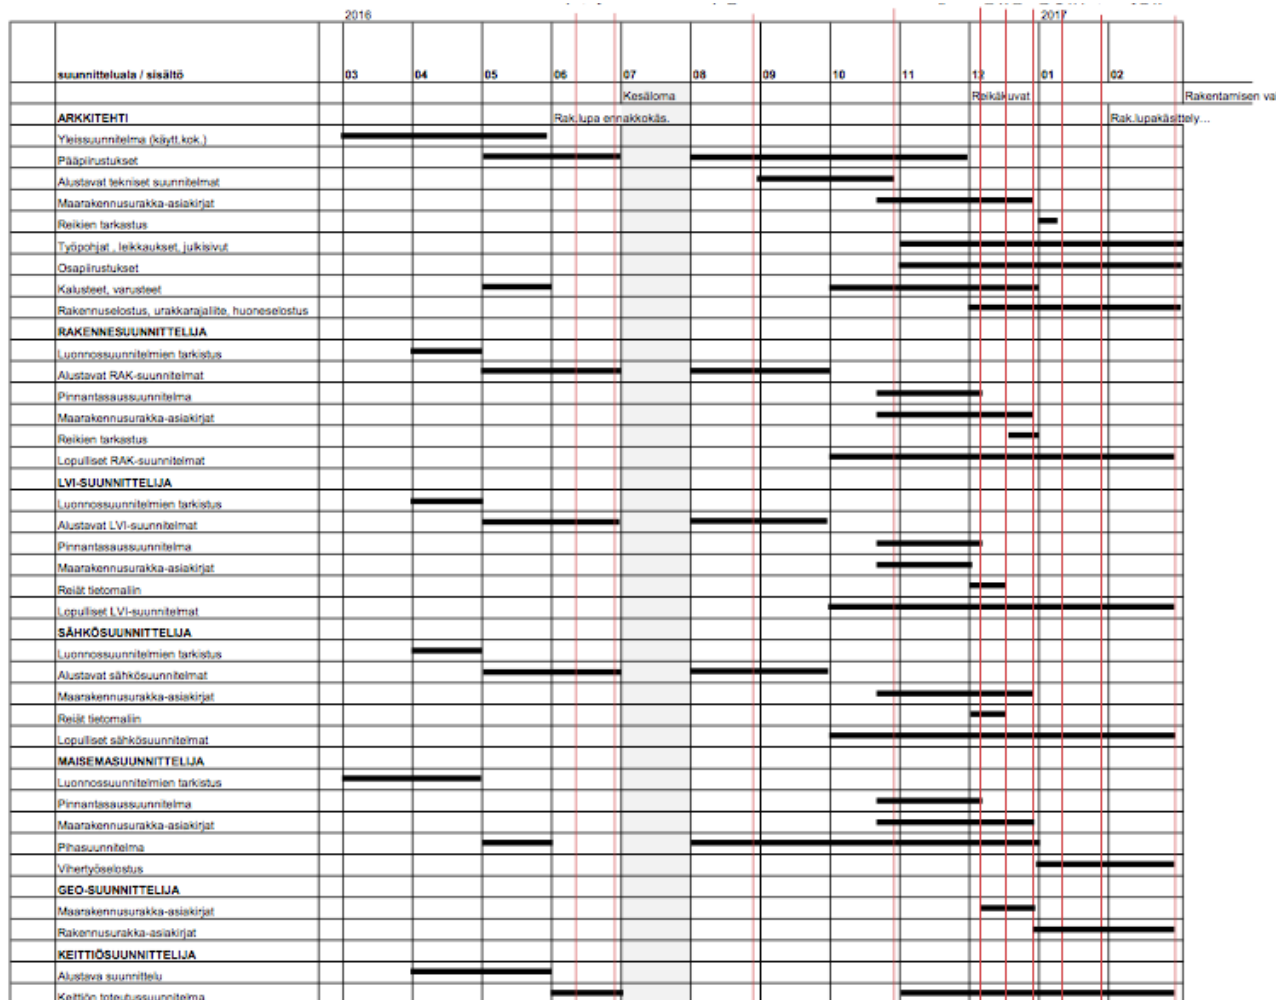 2016 2017
suunnitteluala / sisältö 03 04 05 06 07 08 09 10 11 12 01 02
Kesäloma Reikäkuvat Rakentamisen va
ARKKITEHTI Rak.lupa ennakkokäs. Rak.lupakäsittely...
Yleissuunnitelma (käytt.kok.)
Pääpiirustukset
Alustavat tekniset suunnitelmat
Maarakennusurakka-asiakirjat
Reikien tarkastus
Työpohjat , leikkaukset, julkisivut
Osapiirustukset
Kalusteet, varusteet
Rakennuselostus, urakkarajaliite, huoneselostus
RAKENNESUUNNITTELIJA
Luonnossuunnitelmien tarkistus
Alustavat RAK-suunnitelmat
Pinnantasaussuunnitelma
Maarakennusurakka-asiakirjat
Reikien tarkastus
Lopulliset RAK-suunnitelmat
LVI-SUUNNITTELIJA
Luonnossuunnitelmien tarkistus
Alustavat LVI-suunnitelmat
Pinnantasaussuunnitelma
Maarakennusurakka-asiakirjat
Reiät tietomaliin
Lopulliset LVI-suunnitelmat
SÄHKÖSUUNNITTELIJA
Luonnossuunnitelmien tarkistus
Alustavat sähkösuunnitelmat
Maarakennusurakka-asiakirjat
Reiät tietomaliin
Lopulliset sähkösuunnitelmat
MAISEMASUUNNITTELIJA
Luonnossuunnitelmien tarkistus
Pinnantasaussuunnitelma
Maarakennusurakka-asiakirjat
Pihasuunnitelma
Vihertyöselostus
GEO-SUUNNITTELIJA
Maarakennusurakka-asiakirjat
Rakennusurakka-asiakirjat
KEITTIÖSUUNNITTELIJA
Alustava suunnittelu
Keittiön toteutussuunnitelma